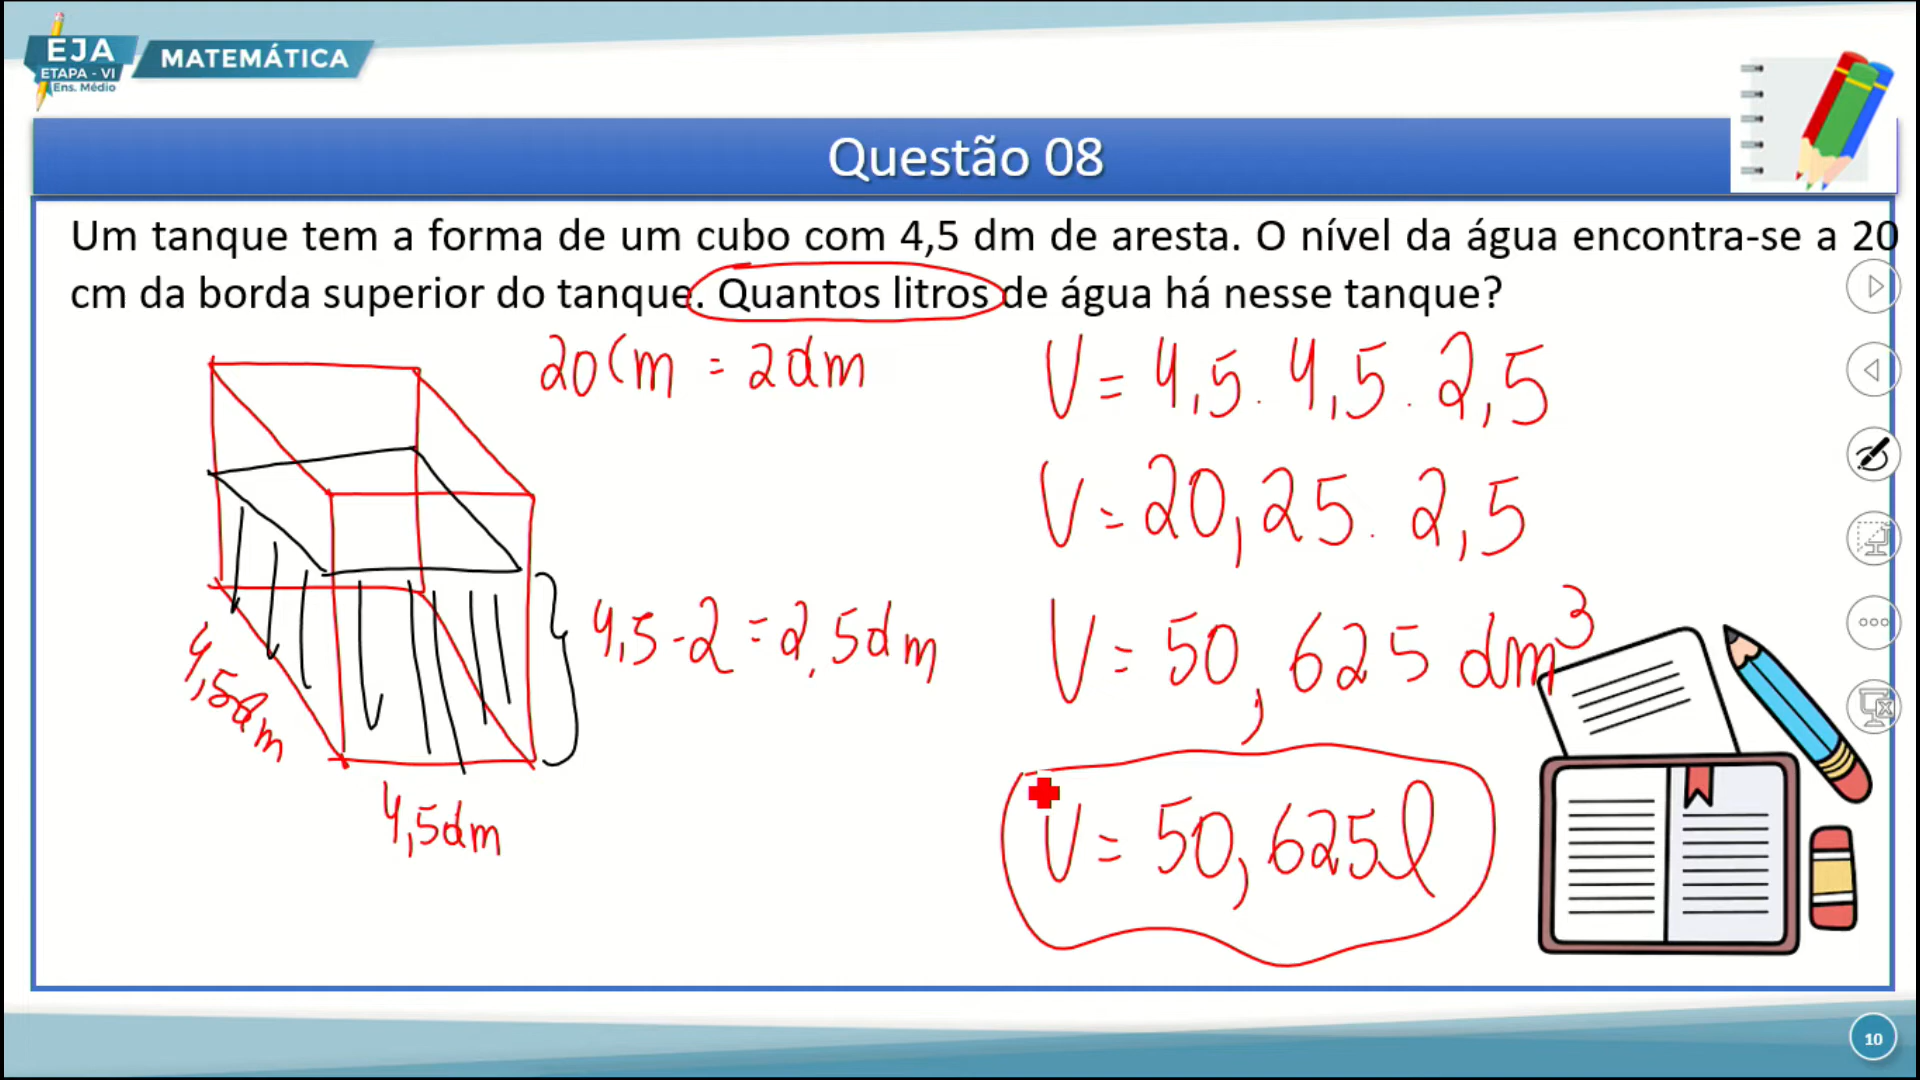 EJA
ETAPA - VI
Ens. Médio
MATEMÁTICA
Questão 08
Um tanque tem a forma de um cubo com 4,5 dm de aresta. O nível da água encontra-se a 20
cm da borda superior do tanque. Quantos litros de água há nesse tanque?
20 cm = 2dm
V = 4,5 . 4,5 . 2,5
V = 20,25 . 2,5
4,5 - 2 = 2,5dm
V = 50,625 dm³
4,5dm
4,5dm
V = 50,625l
10